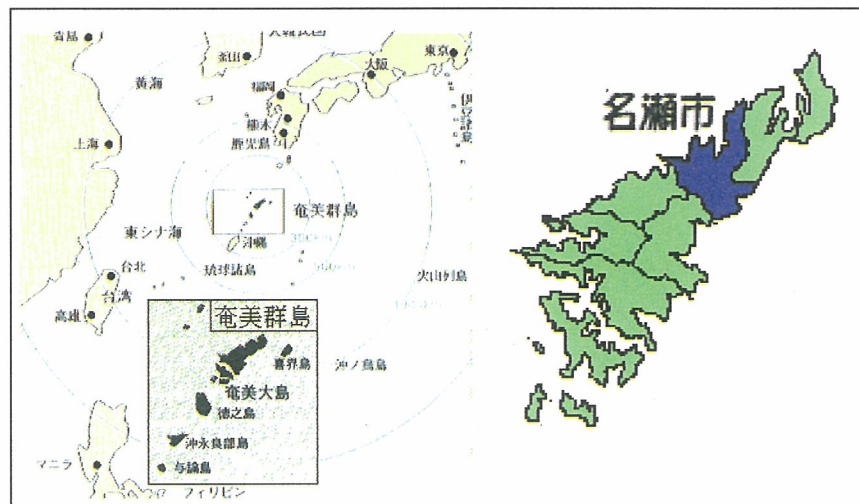 青島
釜山
東京
大阪
黄海
福岡
熊本
鹿児島
上海
奄美群島
東シナ海
沖縄
琉球諸島
台北
台湾
火山列島
高雄
奄美群島
喜界島
沖ノ鳥島
奄美大島
徳之島
沖永良部島
マニラ
与論島
フィリピン
名瀬市